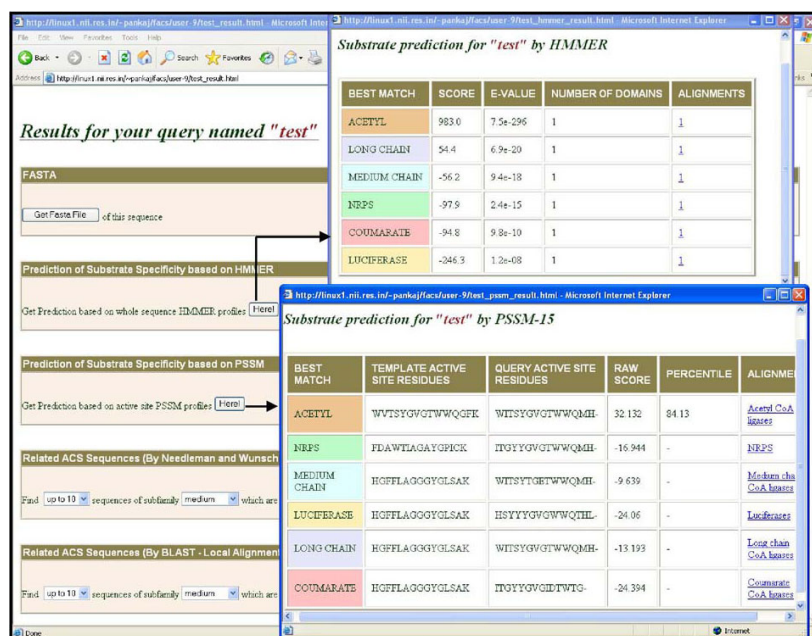 http://linux1.nii.res.in/~pankaj/facs/user-9/test_result.html - Microsoft Inter
File Edit View Favorites Tools Help
Back Search Favorites
Address http://linux1.nii.res.in/~pankaj/facs/user-9/test_result.html
Results for your query named "test"
FASTA
Get Fasta File of this sequence
Prediction of Substrate Specificity based on HMMER
Get Prediction based on whole sequence HMMER profiles Here!
Prediction of Substrate Specificity based on PSSM
Get Prediction based on active site PSSM profiles Here!
Related ACS Sequences (By Needleman and Wunsch
Find up to 10 sequences of subfamily medium which are
Related ACS Sequences (By BLAST - Local Alignment
Find up to 10 sequences of subfamily medium which are
Done
http://linux1.nii.res.in/~pankaj/facs/user-9/test_hmmer_result.html - Microsoft Internet Explorer
Substrate prediction for "test" by HMMER
BEST MATCH SCORE E-VALUE NUMBER OF DOMAINS ALIGNMENTS
ACETYL 983.0 7.5e-296 1 1
LONG CHAIN 54.4 6.9e-20 1 1
MEDIUM CHAIN -56.2 9.4e-18 1 1
NRPS -97.9 2.4e-15 1 1
COUMARATE -94.8 9.8e-10 1 1
LUCIFERASE -246.3 1.2e-08 1 1
http://linux1.nii.res.in/~pankaj/facs/user-9/test_pssm_result.html - Microsoft Internet Explorer
Substrate prediction for "test" by PSSM-15
BEST MATCH TEMPLATE ACTIVE SITE RESIDUES QUERY ACTIVE SITE RESIDUES RAW SCORE PERCENTILE ALIGNME
ACETYL WVTSYGVGTWWQGFK WITSYGVGTWWQMH- 32.132 84.13 Acetyl CoA ligases
NRPS FDAWTIAGAYGPICK ITGYYGVGTWWQMH- -16.944 - NRPS
MEDIUM CHAIN HGFFLAGGGYGLSAK WITSYTGETWWQMH- -9.639 - Medium cha CoA ligases
LUCIFERASE HGFFLAGGGYGLSAK HSYYYGVGWWQTHL- -24.06 - Luciferases
LONG CHAIN HGFFLAGGGYGLSAK WITSYGVGTWWQMH- -13.193 - Long chain CoA ligases
COUMARATE HGFFLAGGGYGLSAK ITGYYGVGIDTWTG- -24.394 - Coumarate CoA ligases
Internet